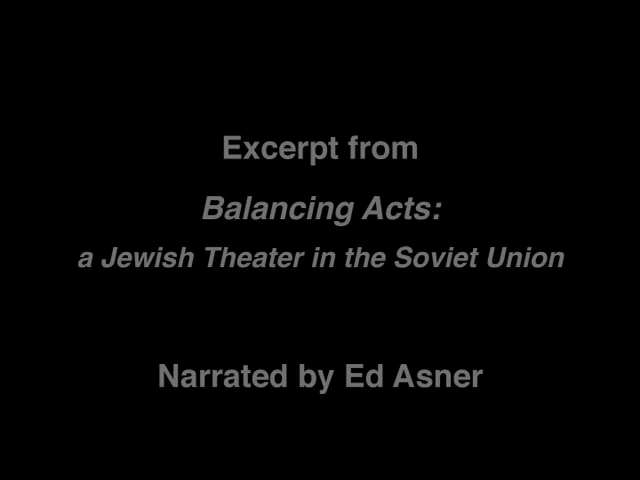 Excerpt from
Balancing Acts:
a Jewish Theater in the Soviet Union
Narrated by Ed Asner